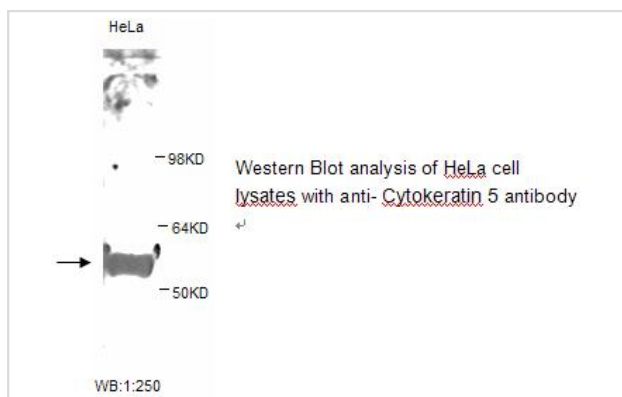 HeLa
98KD
Western Blot analysis of HeLa cell
lysates with anti- Cytokeratin 5 antibody
64KD
50KD
WB:1:250